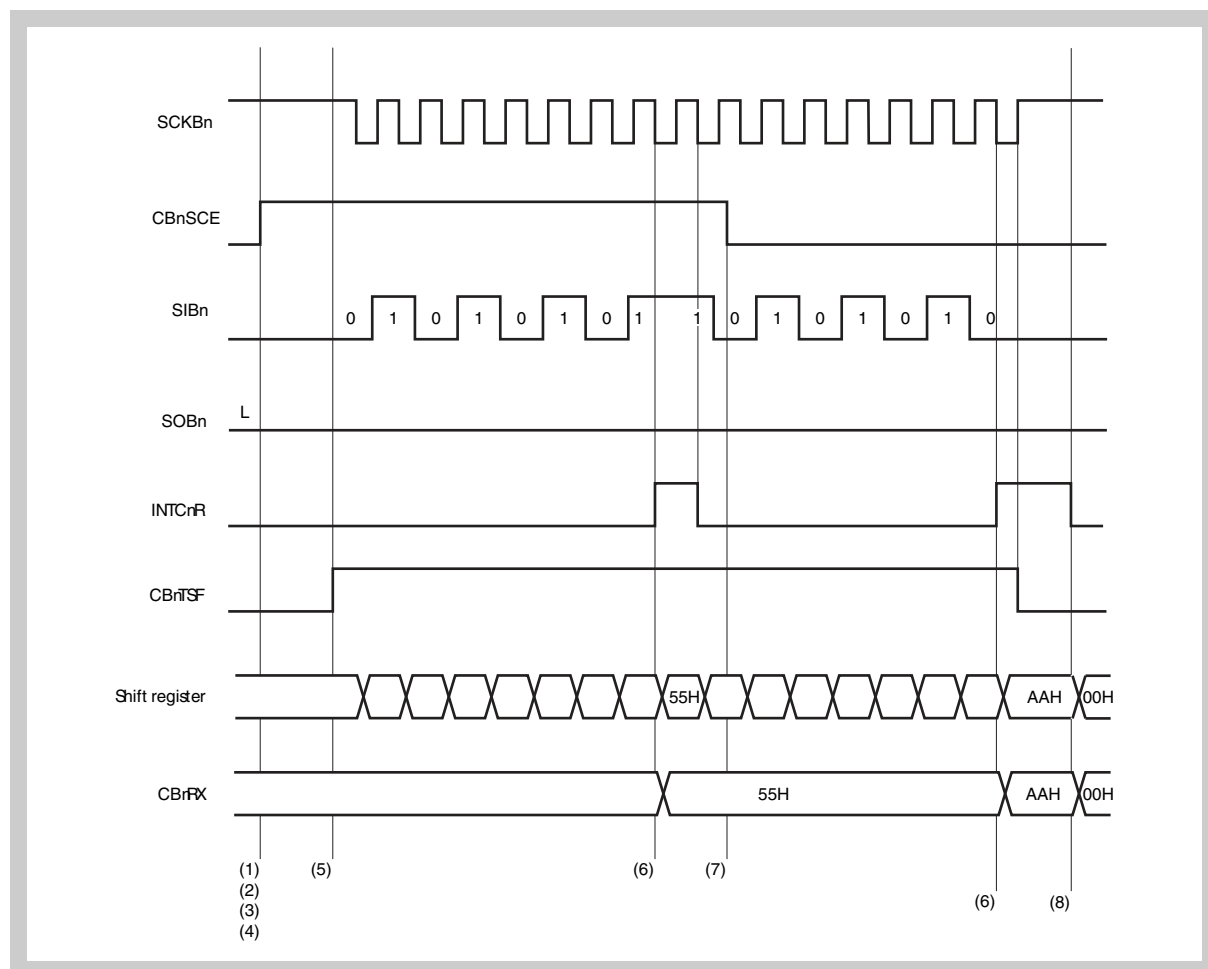 SCKBn
CBnSCE
SIBn
0 1 0 1 0 1 0 1 1 0 1 0 1 0 1 0
L
SOBn
INTCnR
CBnTSF
Shift register
55H AAH 00H
CBnRX
55H AAH 00H
(1) (5) (6) (7)
(2)
(3) (6) (8)
(4)